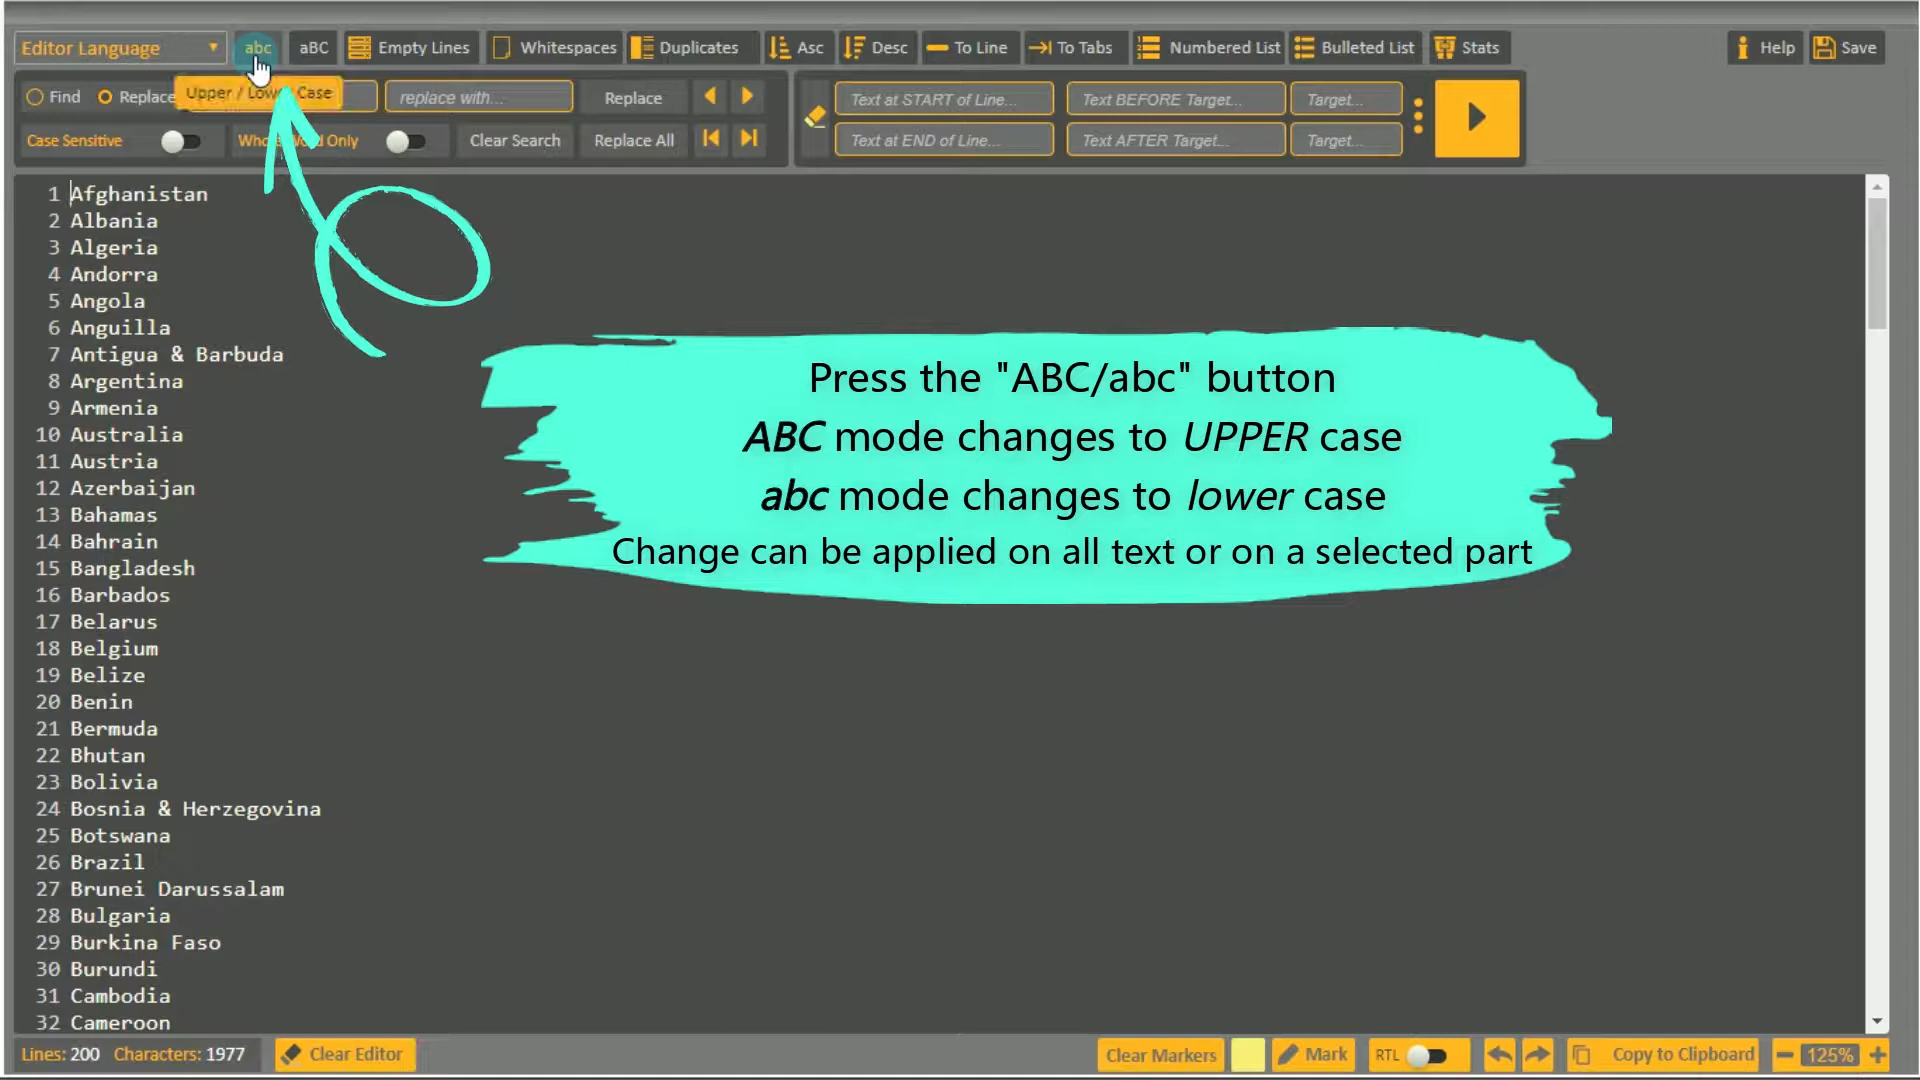 Editor Language
abc
aBC
Empty Lines
Whitespaces
Duplicates
Asc
Desc
To Line
To Tabs
Numbered List
Bulleted List
Stats
Help
Save
Find
Replace
Upper / Lower Case
replace with...
Replace
Text at START of Line...
Text BEFORE Target...
Target...
Case Sensitive
Only
Clear Search
Replace All
Text at END of Line...
Text AFTER Target...
Target...
1 Afghanistan
2 Albania
3 Algeria
4 Andorra
5 Angola
6 Anguilla
7 Antigua & Barbuda
8 Argentina
9 Armenia
10 Australia
11 Austria
12 Azerbaijan
13 Bahamas
14 Bahrain
15 Bangladesh
16 Barbados
17 Belarus
18 Belgium
19 Belize
20 Benin
21 Bermuda
22 Bhutan
23 Bolivia
24 Bosnia & Herzegovina
25 Botswana
26 Brazil
27 Brunei Darussalam
28 Bulgaria
29 Burkina Faso
30 Burundi
31 Cambodia
32 Cameroon
Press the "ABC/abc" button
ABC mode changes to UPPER case
abc mode changes to lower case
Change can be applied on all text or on a selected part
Lines: 200 Characters: 1977
Clear Editor
Clear Markers
Mark
RTL
Copy to Clipboard
125%